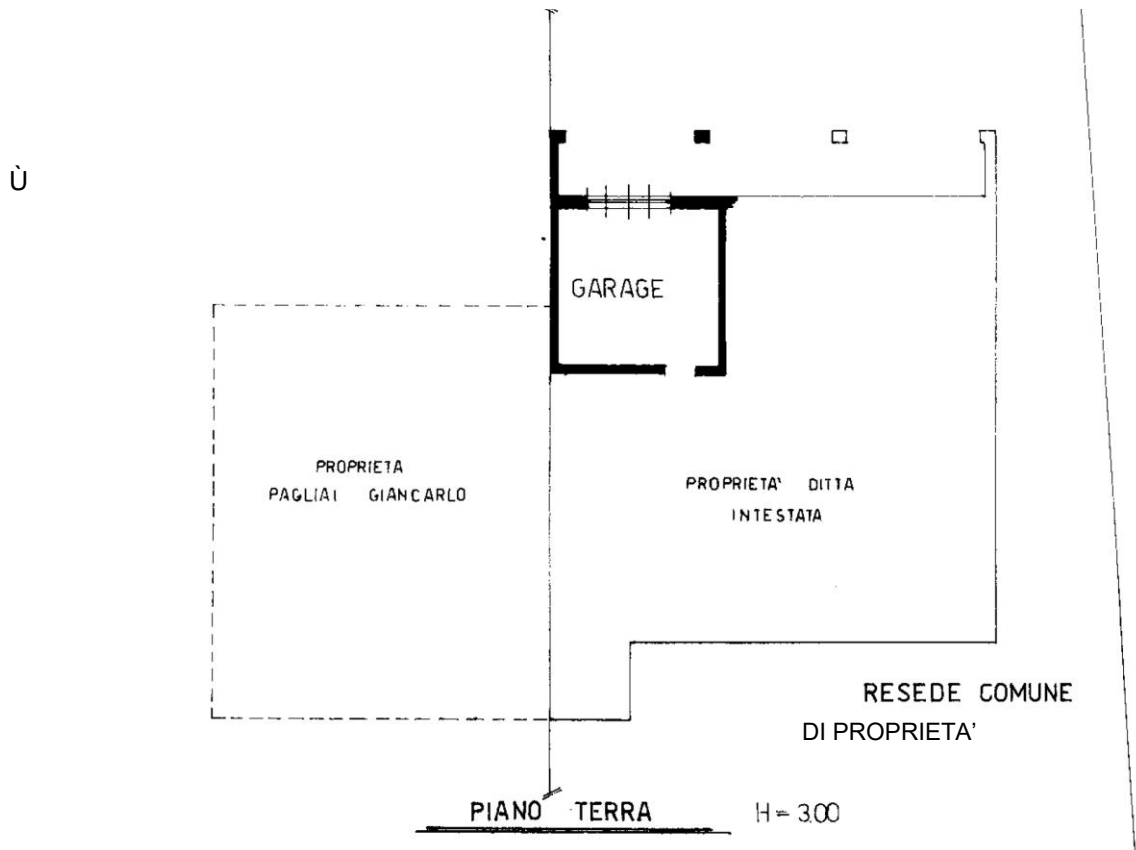 Ù
GARAGE
PROPRIETA
PAGLIAI GIANCARLO
PROPRIETA' DITTA
INTESTATA
RESEDE COMUNE
DI PROPRIETA'
PIANO TERRA H = 3.00